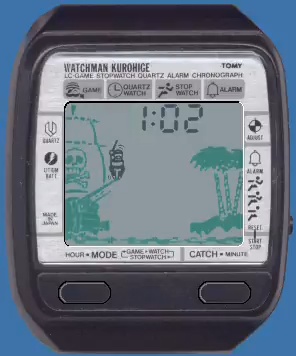 WATCHMAN KUROHIGE TOMY
LC-GAME STOPWATCH QUARTZ ALARM CHRONOGRAPH
GAME QUARTZ WATCH STOP WATCH ALARM
1:02
QUARTZ
ADJUST
BATT
ALARM
MADE IN JAPAN
RESET
START STOP
HOUR • MODE GAME WATCH STOPWATCH CATCH • MINUTE